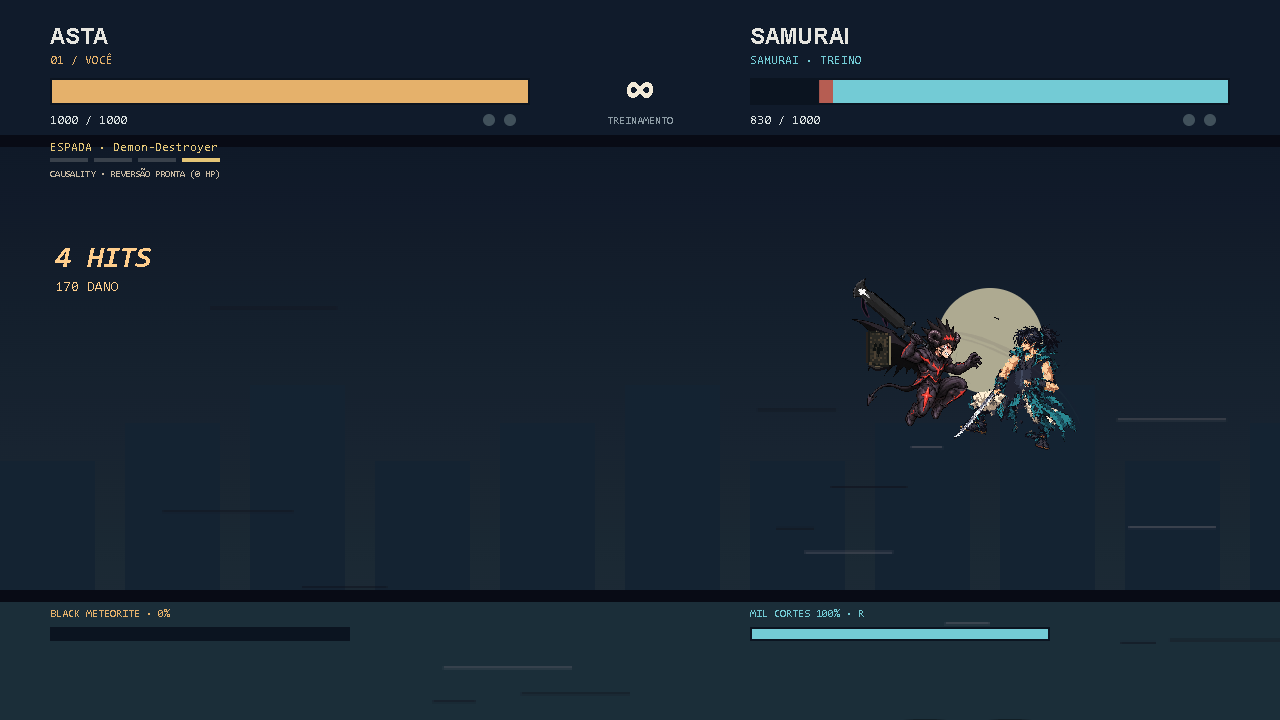 ASTA
01 / VOCÊ
1000 / 1000
∞
TREINAMENTO
SAMURAI
SAMURAI · TREINO
830 / 1000
ESPADA · Demon-Destroyer
CAUSALITY · REVERSÃO PRONTA (0 HP)
4 HITS
170 DANO
BLACK METEORITE · 0%
MIL CORTES 100% · R